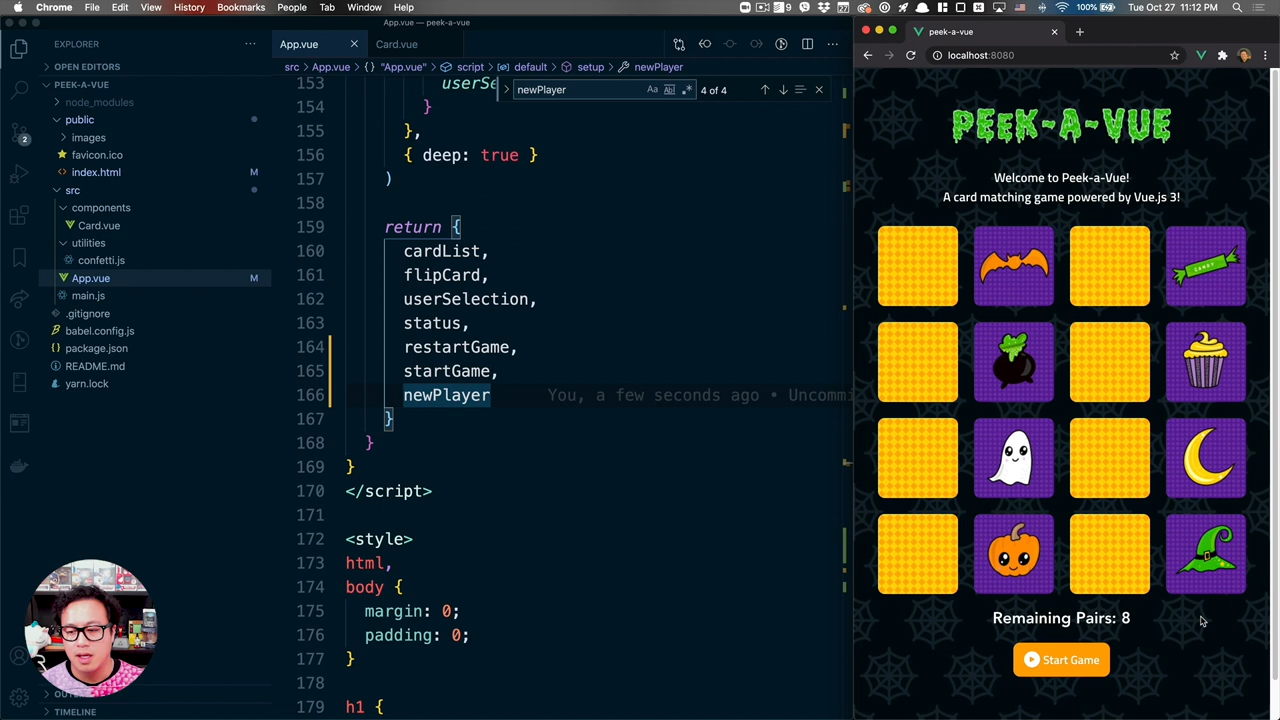 Chrome File Edit View History Bookmarks People Tab Window Help
9 27 100% Tue Oct 27 11:12 PM
App.vue — peek-a-vue
EXPLORER
OPEN EDITORS
PEEK-A-VUE
node_modules
public
images
favicon.ico
index.html M
src
components
Card.vue
utilities
confetti.js
App.vue M
main.js
.gitignore
babel.config.js
package.json
README.md
yarn.lock
TIMELINE
2
App.vue
Card.vue
src > App.vue > {} "App.vue" > script > default > setup > newPlayer
newPlayer Aa Abl .* 4 of 4
153 userSe
154 }
155 },
156 { deep: true }
157 )
158
159 return {
160 cardList,
161 flipCard,
162 userSelection,
163 status,
164 restartGame,
165 startGame,
166 newPlayer You, a few seconds ago • Uncommi
167 }
168 }
169 }
170 </script>
171
172 <style>
173 html,
174 body {
175 margin: 0;
176 padding: 0;
177 }
178
179 h1 {
peek-a-vue
localhost:8080
PEEK-A-VUE
Welcome to Peek-a-Vue!
A card matching game powered by Vue.js 3!
CANDY
Remaining Pairs: 8
Start Game